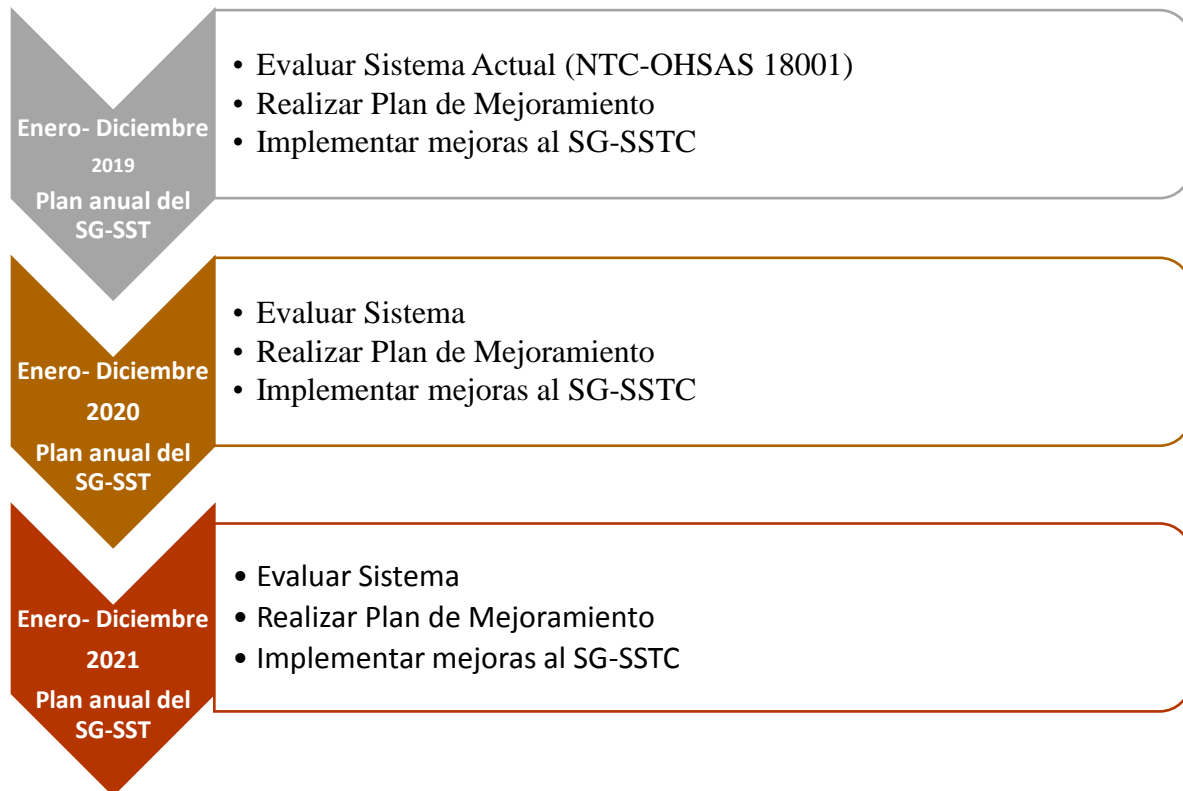 Enero- Diciembre
2019
Plan anual del
SG-SST
• Evaluar Sistema Actual (NTC-OHSAS 18001)
• Realizar Plan de Mejoramiento
• Implementar mejoras al SG-SSTC
Enero- Diciembre
2020
Plan anual del
SG-SST
• Evaluar Sistema
• Realizar Plan de Mejoramiento
• Implementar mejoras al SG-SSTC
Enero- Diciembre
2021
Plan anual del
SG-SST
• Evaluar Sistema
• Realizar Plan de Mejoramiento
• Implementar mejoras al SG-SSTC